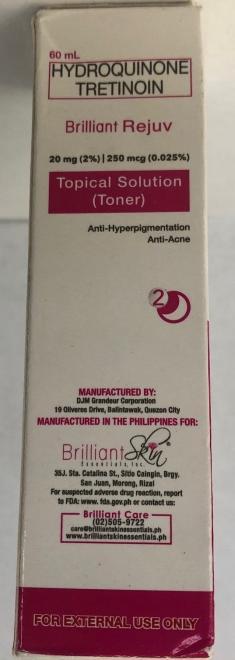 60 mL
HYDROQUINONE
TRETINOIN
Brilliant Rejuv
20 mg (2%) | 250 mcg (0.025%)
Topical Solution
(Toner)
Anti-Hyperpigmentation
Anti-Acne
2
MANUFACTURED BY:
DJM Grandeur Corporation
19 Oliveros Drive, Balintawak, Quezon City
MANUFACTURED IN THE PHILIPPINES FOR:
Brilliant Skin®
Essentials, Inc.
35J. Sta. Catalina St., Sitio Caingin, Brgy.
San Juan, Morong, Rizal
For suspected adverse drug reaction, report
to FDA: www. fda.gov.ph or contact us:
Brilliant Care
(02)505-9722
care@brilliantskinessentials.ph
www.brilliantskinessentials.ph
FOR EXTERNAL USE ONLY